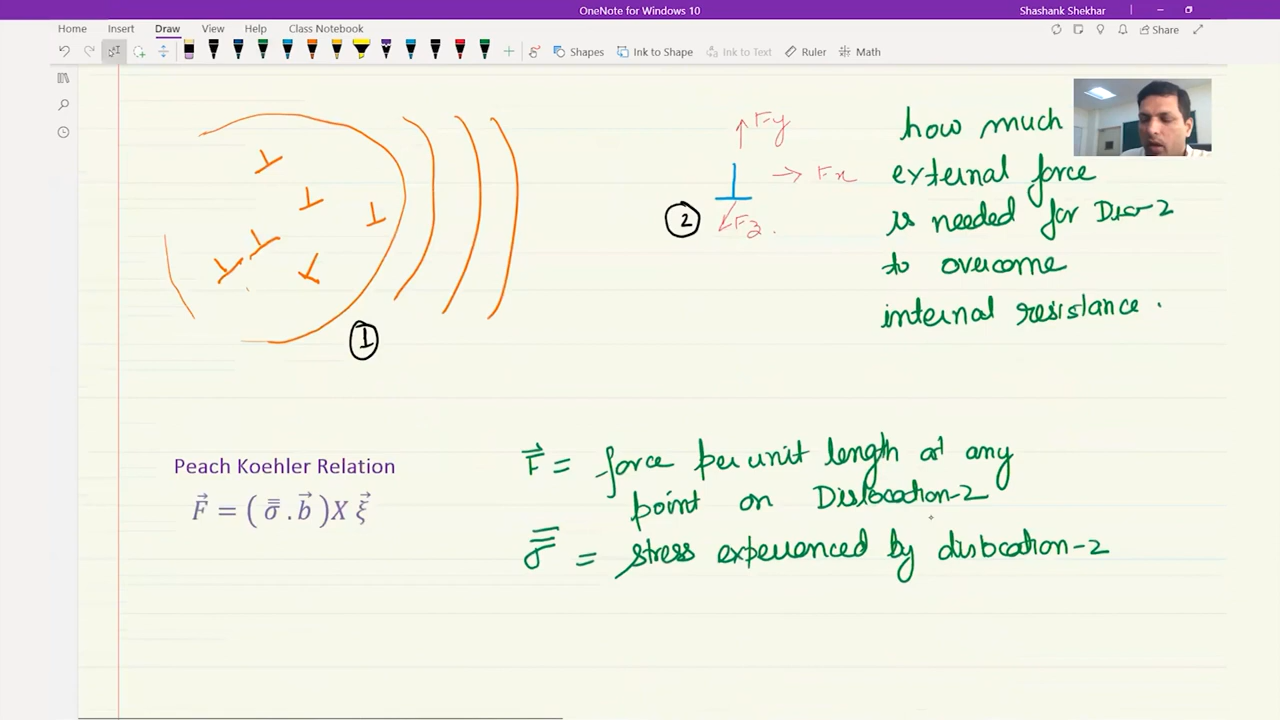 OneNote for Windows 10
Shashank Shekhar
Home Insert Draw View Help Class Notebook
Share
Shapes Ink to Shape Ink to Text Ruler Math
Fy
Fx
Fz
2
1
how much
external force
is needed for Diso-2
to overcome
internal resistance.
Peach Koehler Relation
F⃗ = ( σ̿ . b⃗ )X ξ⃗
F⃗ = force per unit length at any
point on Dislocation-2
σ̿ = stress experienced by dislocation-2